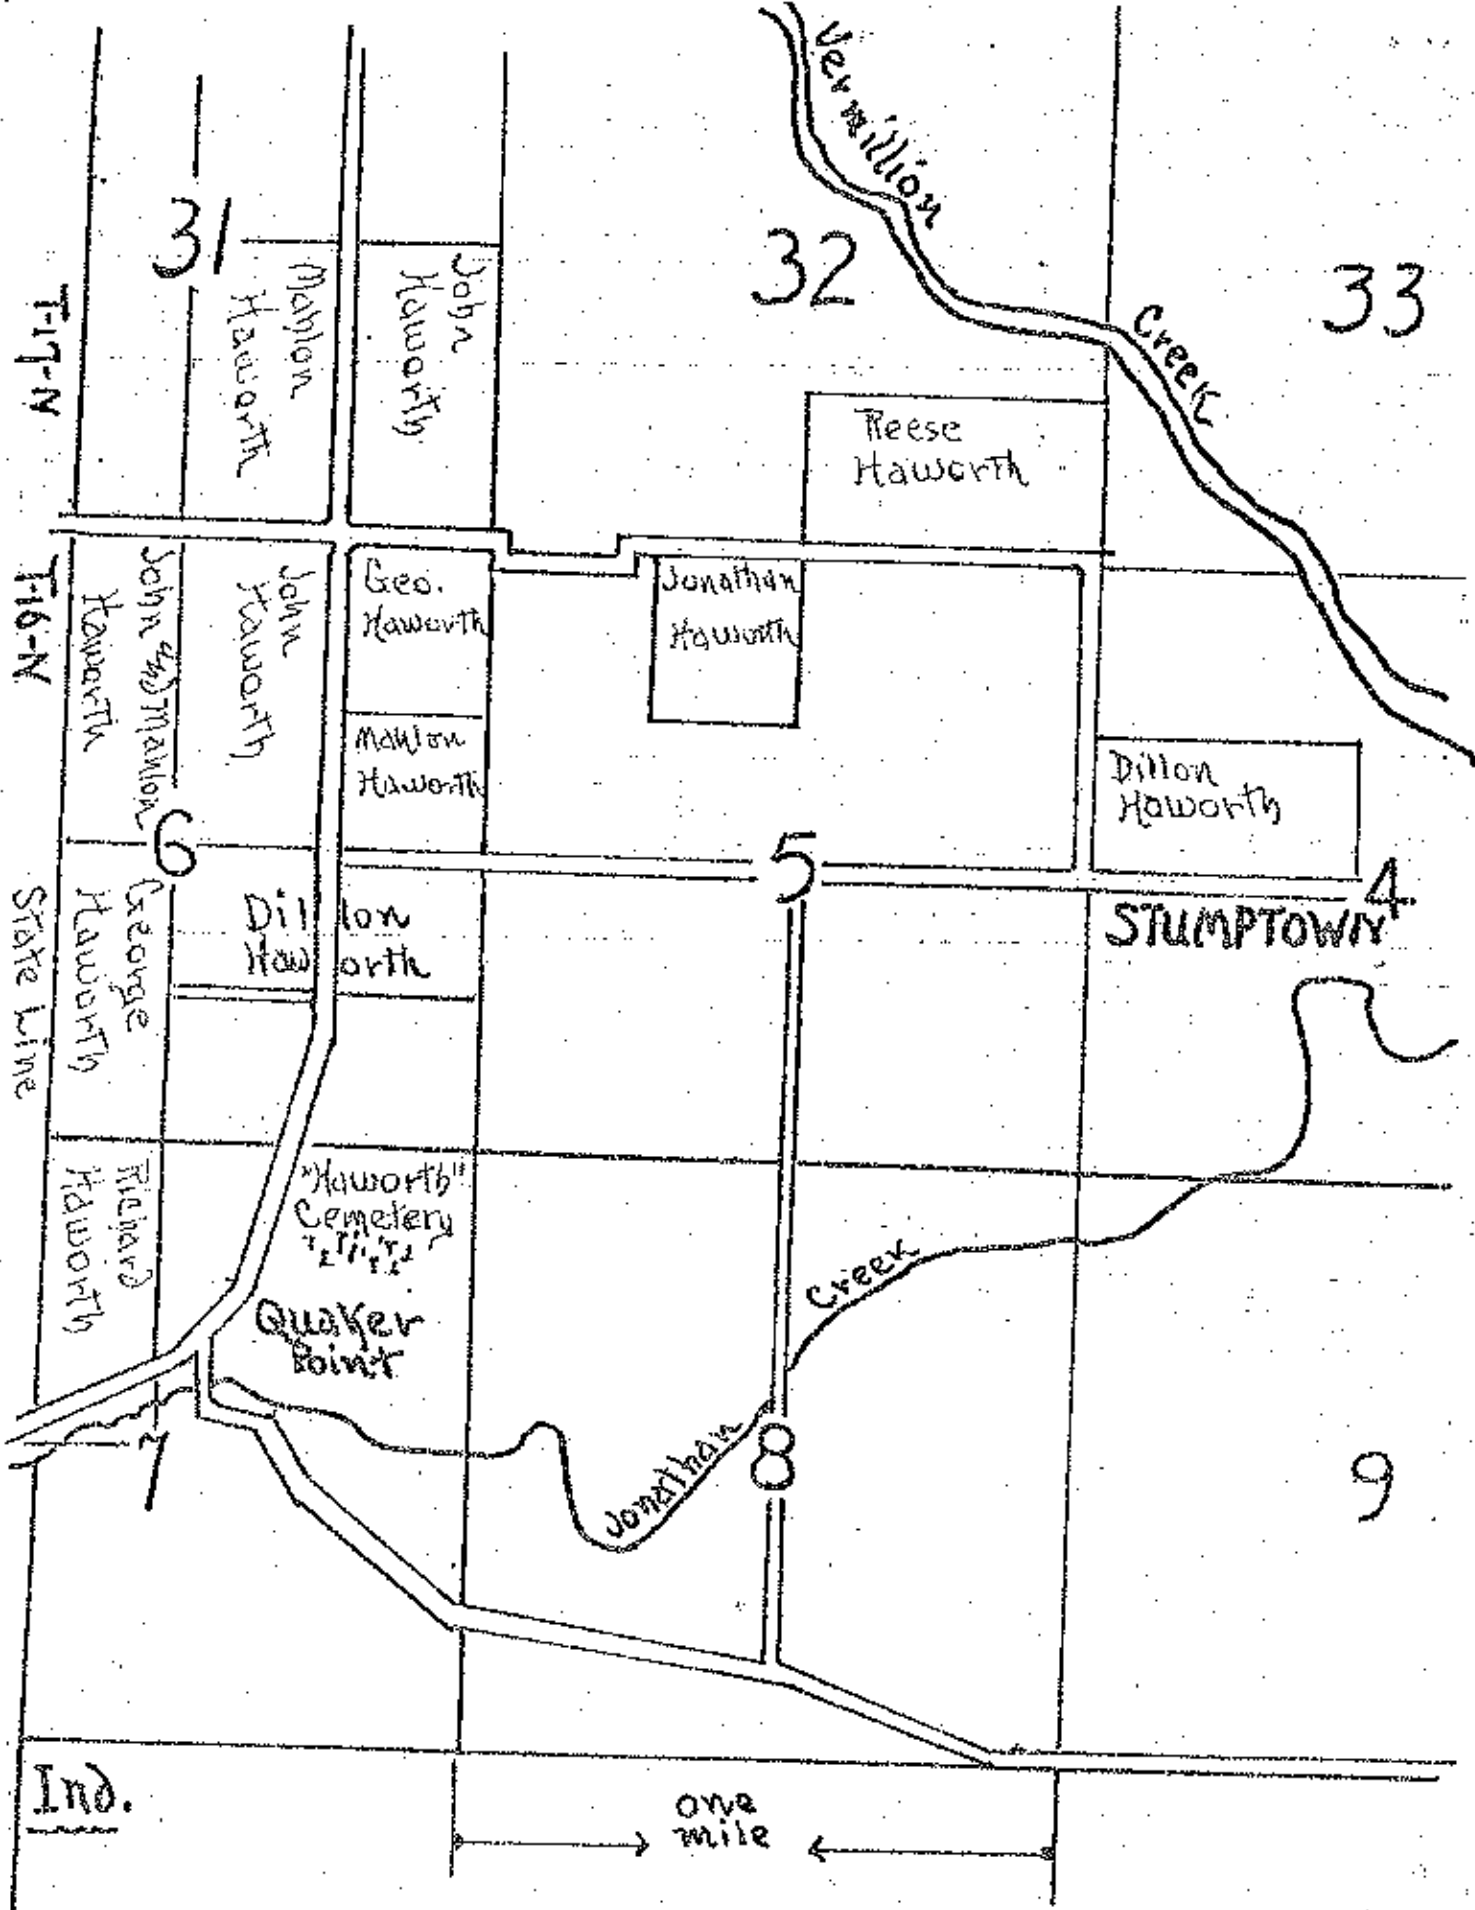 Vermillion
Creek
31
32
33
T-17-N
Mahlon
Haworth
John
Haworth
Reese
Haworth
T-16-N
John and Mahlon
Haworth
John
Haworth
Geo.
Haworth
Jonathan
Haworth
Mahlon
Haworth
Dillon
Haworth
6
5
4
STUMPTOWN
State Line
George
Haworth
Dillon
Haworth
Richard
Haworth
"Haworth"
Cemetery
Quaker
Point
Jonathan
Creek
7
8
9
Ind.
one
mile